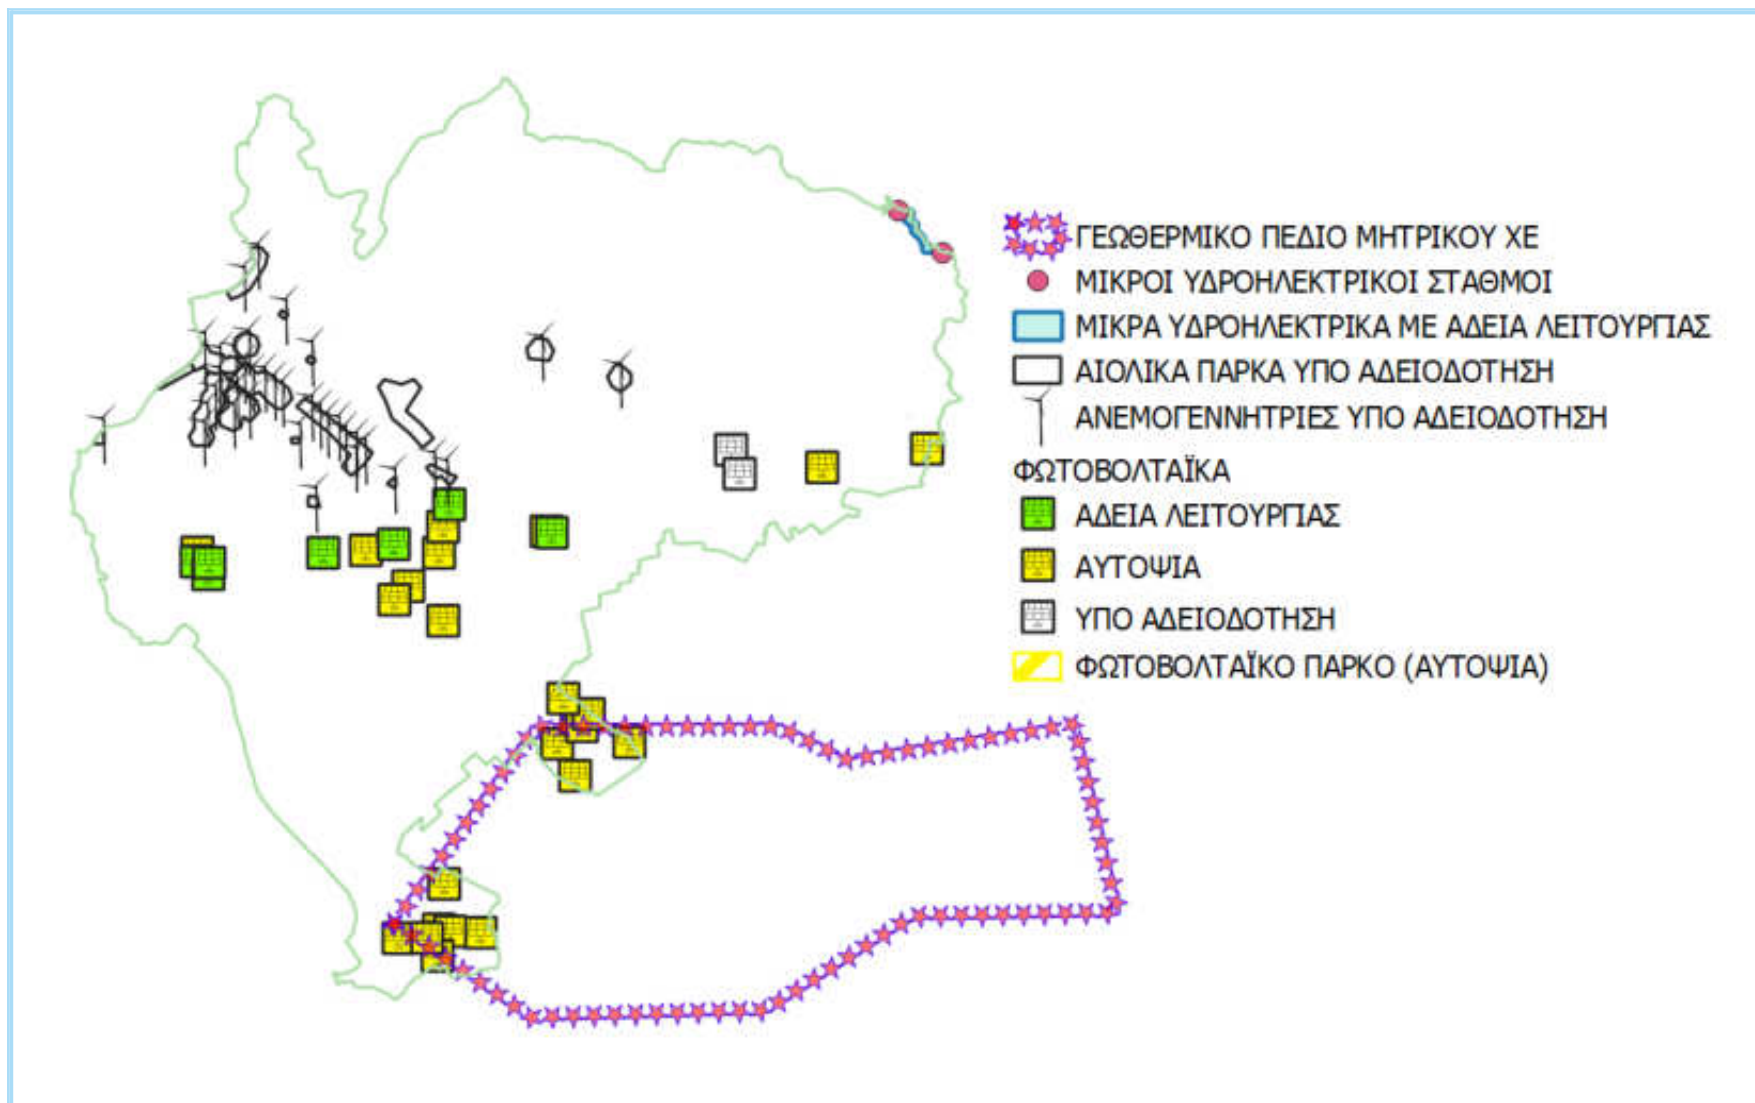 ΓΕΩΘΕΡΜΙΚΟ ΠΕΔΙΟ ΜΗΤΡΙΚΟΥ ΧΕ
ΜΙΚΡΟΙ ΥΔΡΟΗΛΕΚΤΡΙΚΟΙ ΣΤΑΘΜΟΙ
ΜΙΚΡΑ ΥΔΡΟΗΛΕΚΤΡΙΚΑ ΜΕ ΑΔΕΙΑ ΛΕΙΤΟΥΡΓΙΑΣ
ΑΙΟΛΙΚΑ ΠΑΡΚΑ ΥΠΟ ΑΔΕΙΟΔΟΤΗΣΗ
ΑΝΕΜΟΓΕΝΝΗΤΡΙΕΣ ΥΠΟ ΑΔΕΙΟΔΟΤΗΣΗ
ΦΩΤΟΒΟΛΤΑΪΚΑ
ΑΔΕΙΑ ΛΕΙΤΟΥΡΓΙΑΣ
ΑΥΤΟΨΙΑ
ΥΠΟ ΑΔΕΙΟΔΟΤΗΣΗ
ΦΩΤΟΒΟΛΤΑΪΚΟ ΠΑΡΚΟ (ΑΥΤΟΨΙΑ)